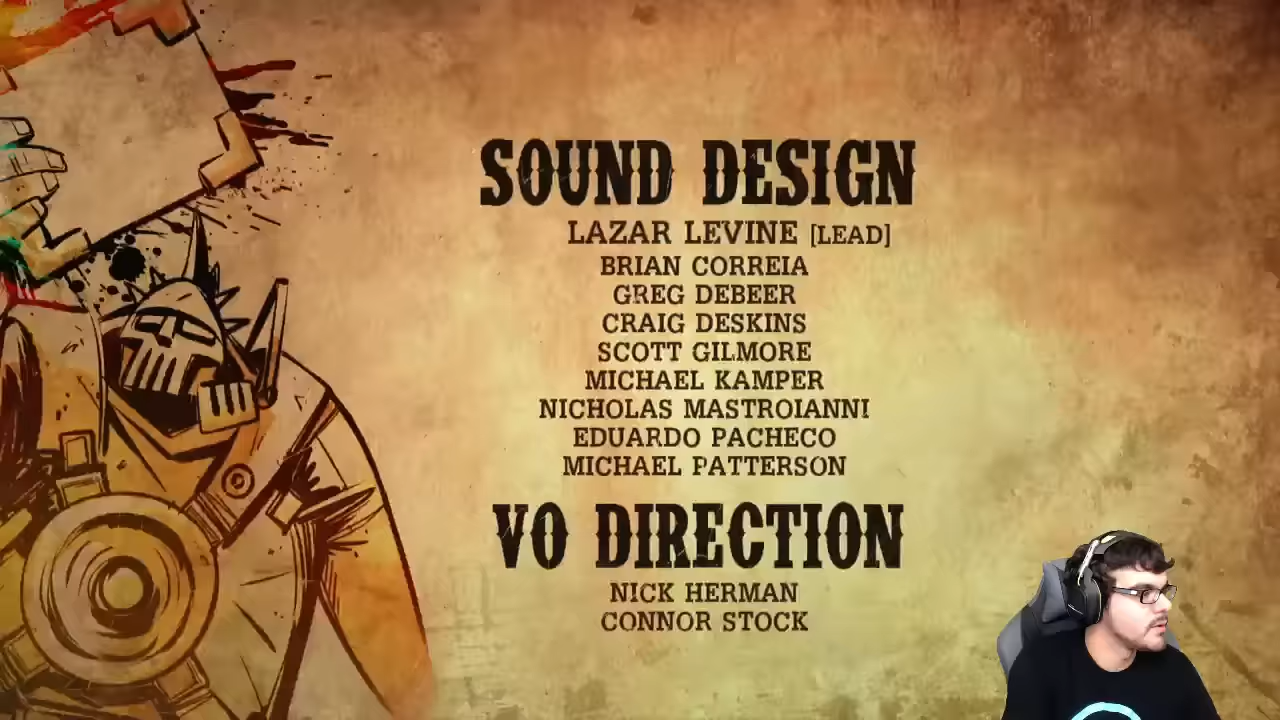 SOUND DESIGN
LAZAR LEVINE [LEAD]
BRIAN CORREIA
GREG DEBEER
CRAIG DESKINS
SCOTT GILMORE
MICHAEL KAMPER
NICHOLAS MASTROIANNI
EDUARDO PACHECO
MICHAEL PATTERSON
VO DIRECTION
NICK HERMAN
CONNOR STOCK